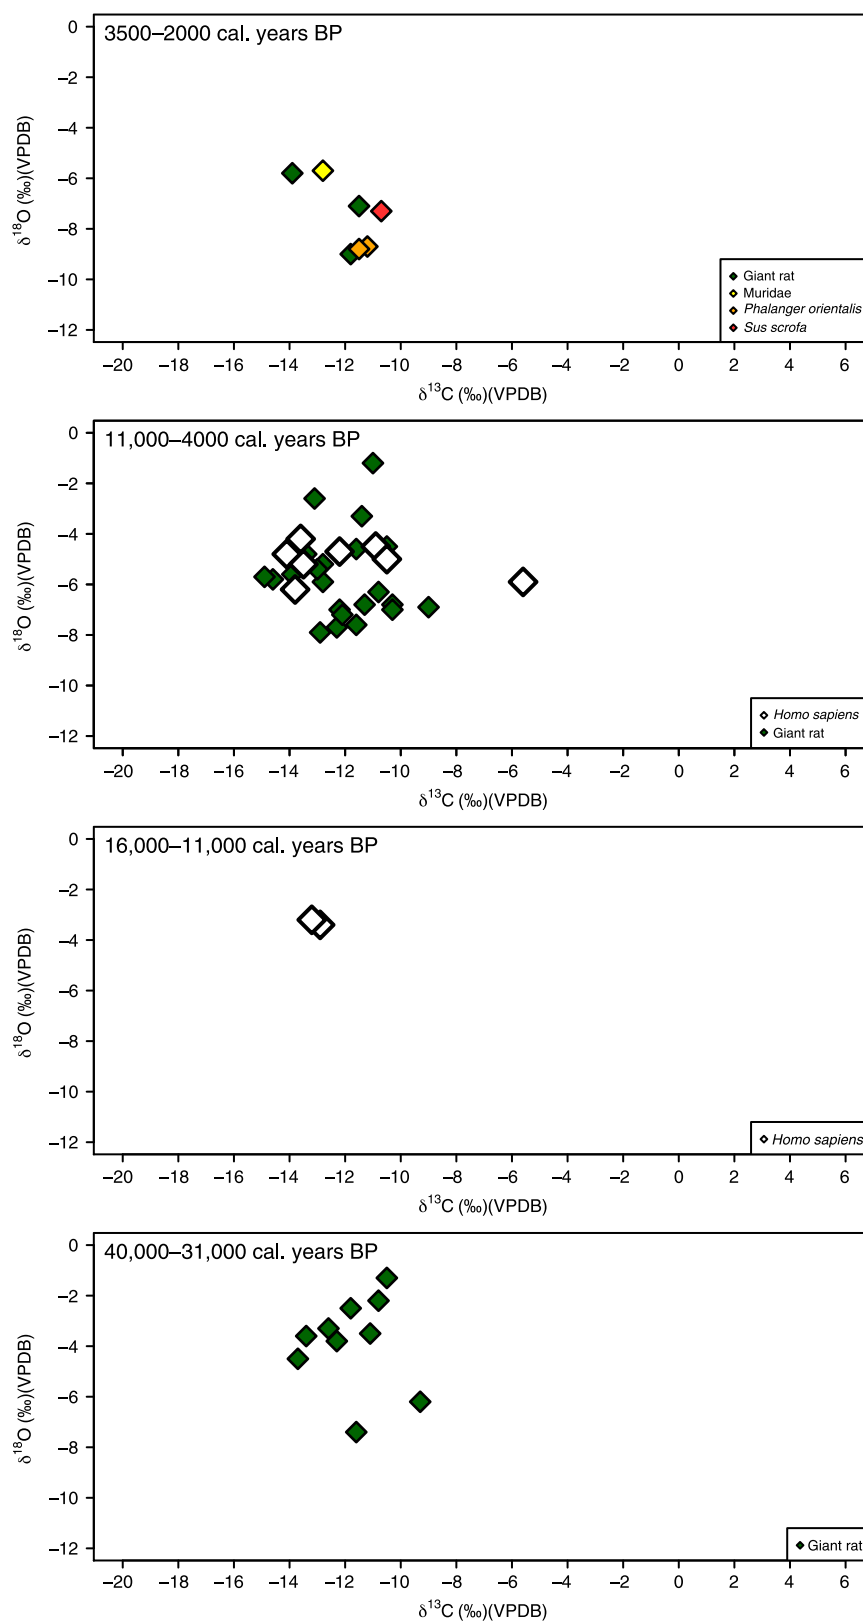 3500–2000 cal. years BP
0
−2
−4
−6
−8
−10
−12
δ¹⁸O (‰)(VPDB)
Giant rat
Muridae
Phalanger orientalis
Sus scrofa
−20 −18 −16 −14 −12 −10 −8 −6 −4 −2 0 2 4 6
δ¹³C (‰)(VPDB)
11,000–4000 cal. years BP
0
−2
−4
−6
−8
−10
−12
δ¹⁸O (‰)(VPDB)
Homo sapiens
Giant rat
−20 −18 −16 −14 −12 −10 −8 −6 −4 −2 0 2 4 6
δ¹³C (‰)(VPDB)
16,000–11,000 cal. years BP
0
−2
−4
−6
−8
−10
−12
δ¹⁸O (‰)(VPDB)
Homo sapiens
−20 −18 −16 −14 −12 −10 −8 −6 −4 −2 0 2 4 6
δ¹³C (‰)(VPDB)
40,000–31,000 cal. years BP
0
−2
−4
−6
−8
−10
−12
δ¹⁸O (‰)(VPDB)
Giant rat
−20 −18 −16 −14 −12 −10 −8 −6 −4 −2 0 2 4 6
δ¹³C (‰)(VPDB)